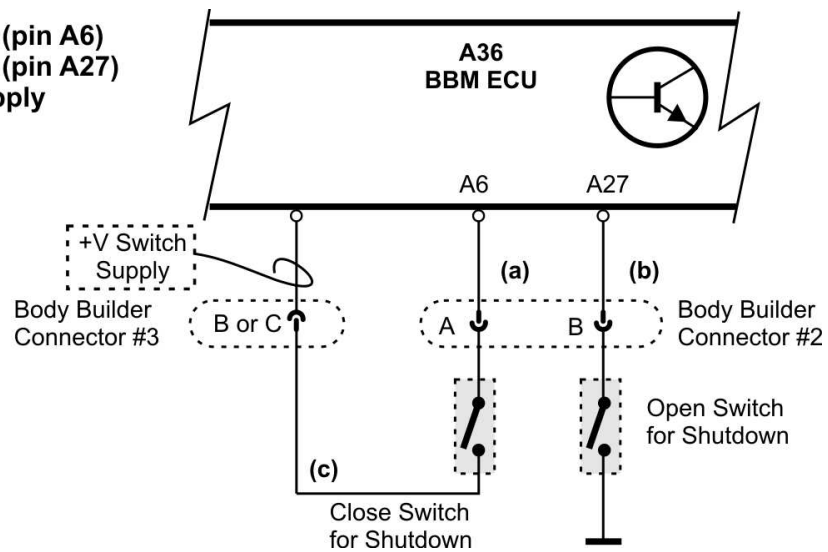 (pin A6)
(pin A27)
A36
BBM ECU
A6
A27
+V Switch
Supply
(a)
(b)
Body Builder
Connector #3
B or C
A
B
Body Builder
Connector #2
Open Switch
for Shutdown
(c)
Close Switch
for Shutdown